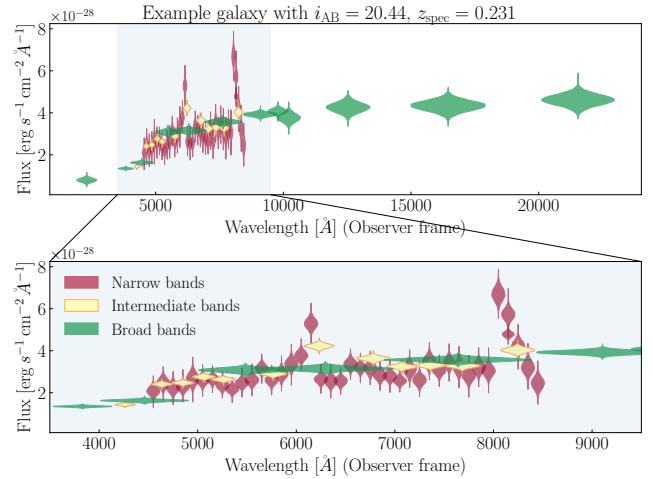 Example galaxy with i_AB = 20.44, z_spec = 0.231
×10−28
8
6
4
2
Flux [erg s−1 cm−2 Å−1]
5000 10000 15000 20000
Wavelength [Å] (Observer frame)
×10−28
8
6
4
2
Flux [erg s−1 cm−2 Å−1]
Narrow bands
Intermediate bands
Broad bands
4000 5000 6000 7000 8000 9000
Wavelength [Å] (Observer frame)